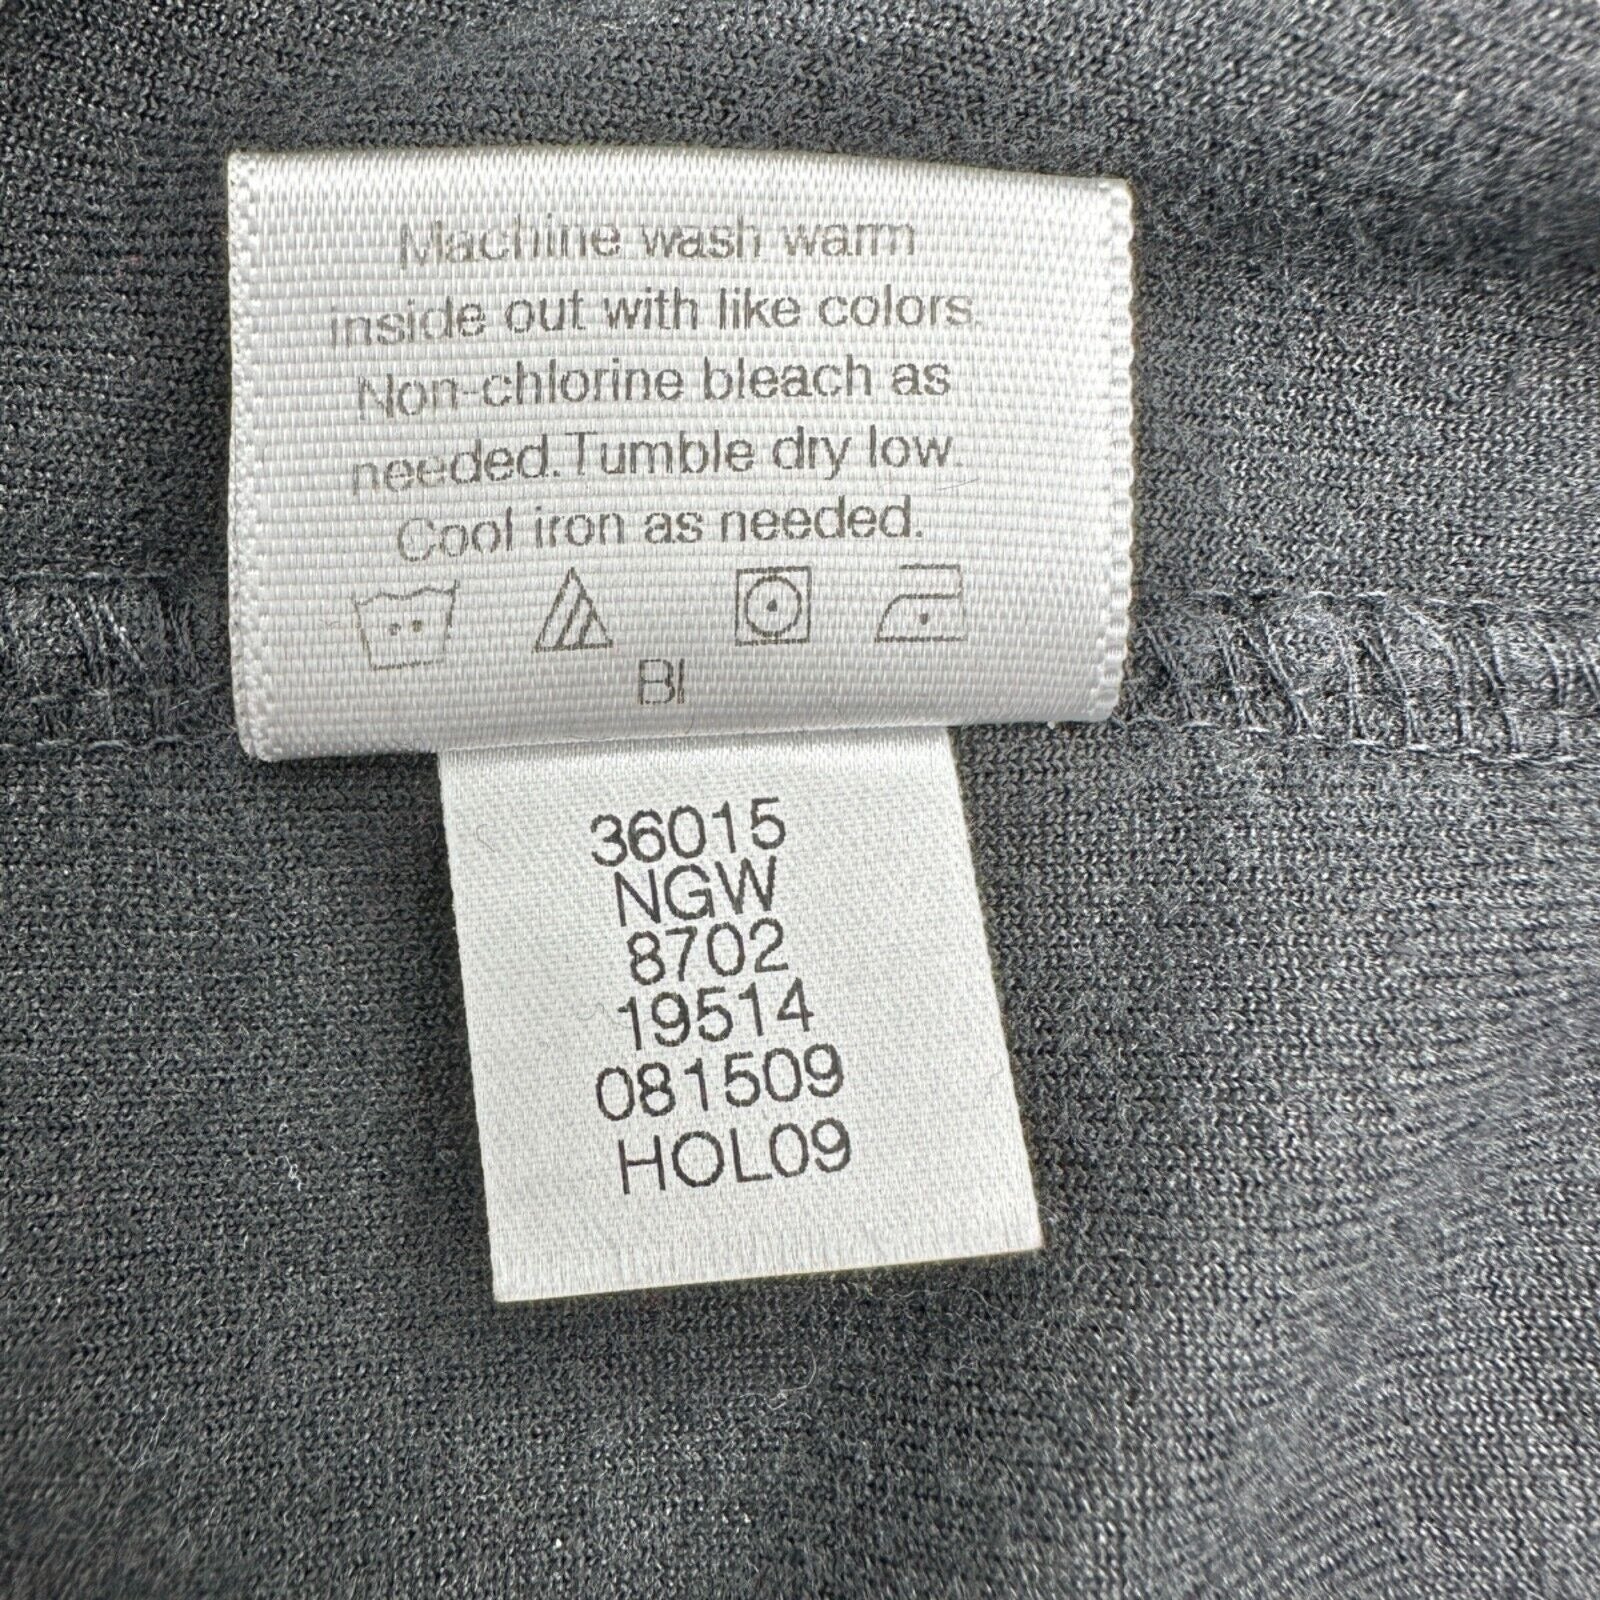 Machine wash warm
inside out with like colors.
Non-chlorine bleach as
needed. Tumble dry low.
Cool iron as needed.
BI
36015
NGW
8702
19514
081509
HOL09